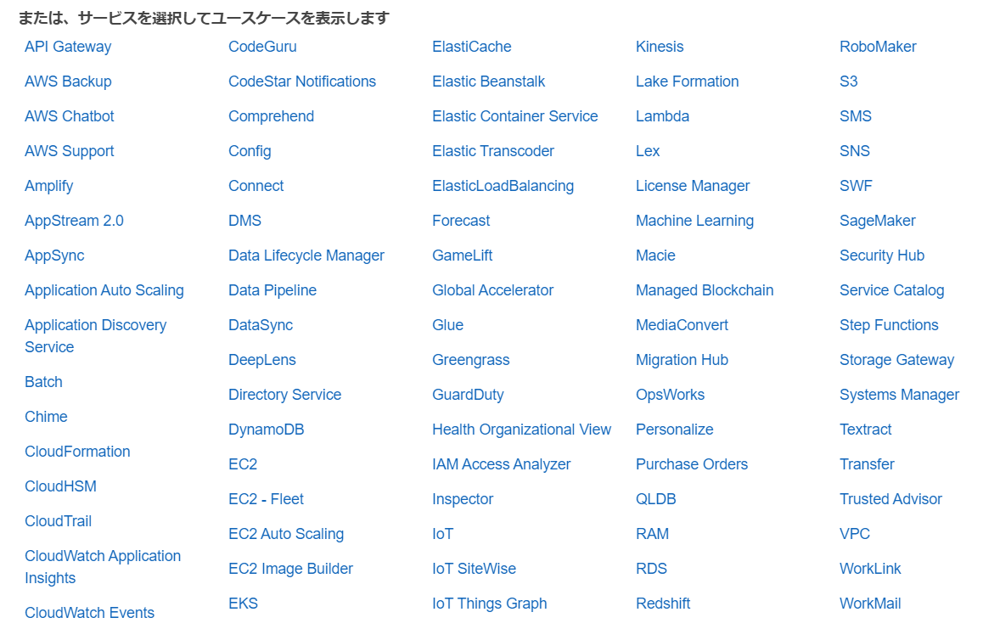 または、サービスを選択してユースケースを表示します
API Gateway
AWS Backup
AWS Chatbot
AWS Support
Amplify
AppStream 2.0
AppSync
Application Auto Scaling
Application Discovery
Service
Batch
Chime
CloudFormation
CloudHSM
CloudTrail
CloudWatch Application
Insights
CloudWatch Events
CodeGuru
CodeStar Notifications
Comprehend
Config
Connect
DMS
Data Lifecycle Manager
Data Pipeline
DataSync
DeepLens
Directory Service
DynamoDB
EC2
EC2 - Fleet
EC2 Auto Scaling
EC2 Image Builder
EKS
ElastiCache
Elastic Beanstalk
Elastic Container Service
Elastic Transcoder
ElasticLoadBalancing
Forecast
GameLift
Global Accelerator
Glue
Greengrass
GuardDuty
Health Organizational View
IAM Access Analyzer
Inspector
IoT
IoT SiteWise
IoT Things Graph
Kinesis
Lake Formation
Lambda
Lex
License Manager
Machine Learning
Macie
Managed Blockchain
MediaConvert
Migration Hub
OpsWorks
Personalize
Purchase Orders
QLDB
RAM
RDS
Redshift
RoboMaker
S3
SMS
SNS
SWF
SageMaker
Security Hub
Service Catalog
Step Functions
Storage Gateway
Systems Manager
Textract
Transfer
Trusted Advisor
VPC
WorkLink
WorkMail